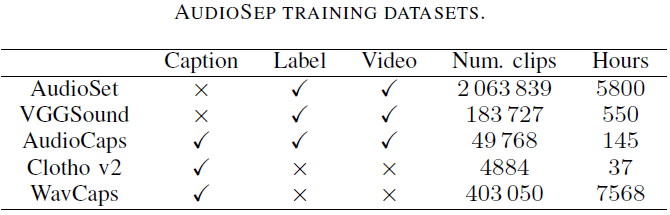 AUDIOSEP TRAINING DATASETS.
Caption Label Video Num. clips Hours
AudioSet × ✓ ✓ 2 063 839 5800
VGGSound × ✓ ✓ 183 727 550
AudioCaps ✓ ✓ ✓ 49 768 145
Clotho v2 ✓ × × 4884 37
WavCaps ✓ × × 403 050 7568